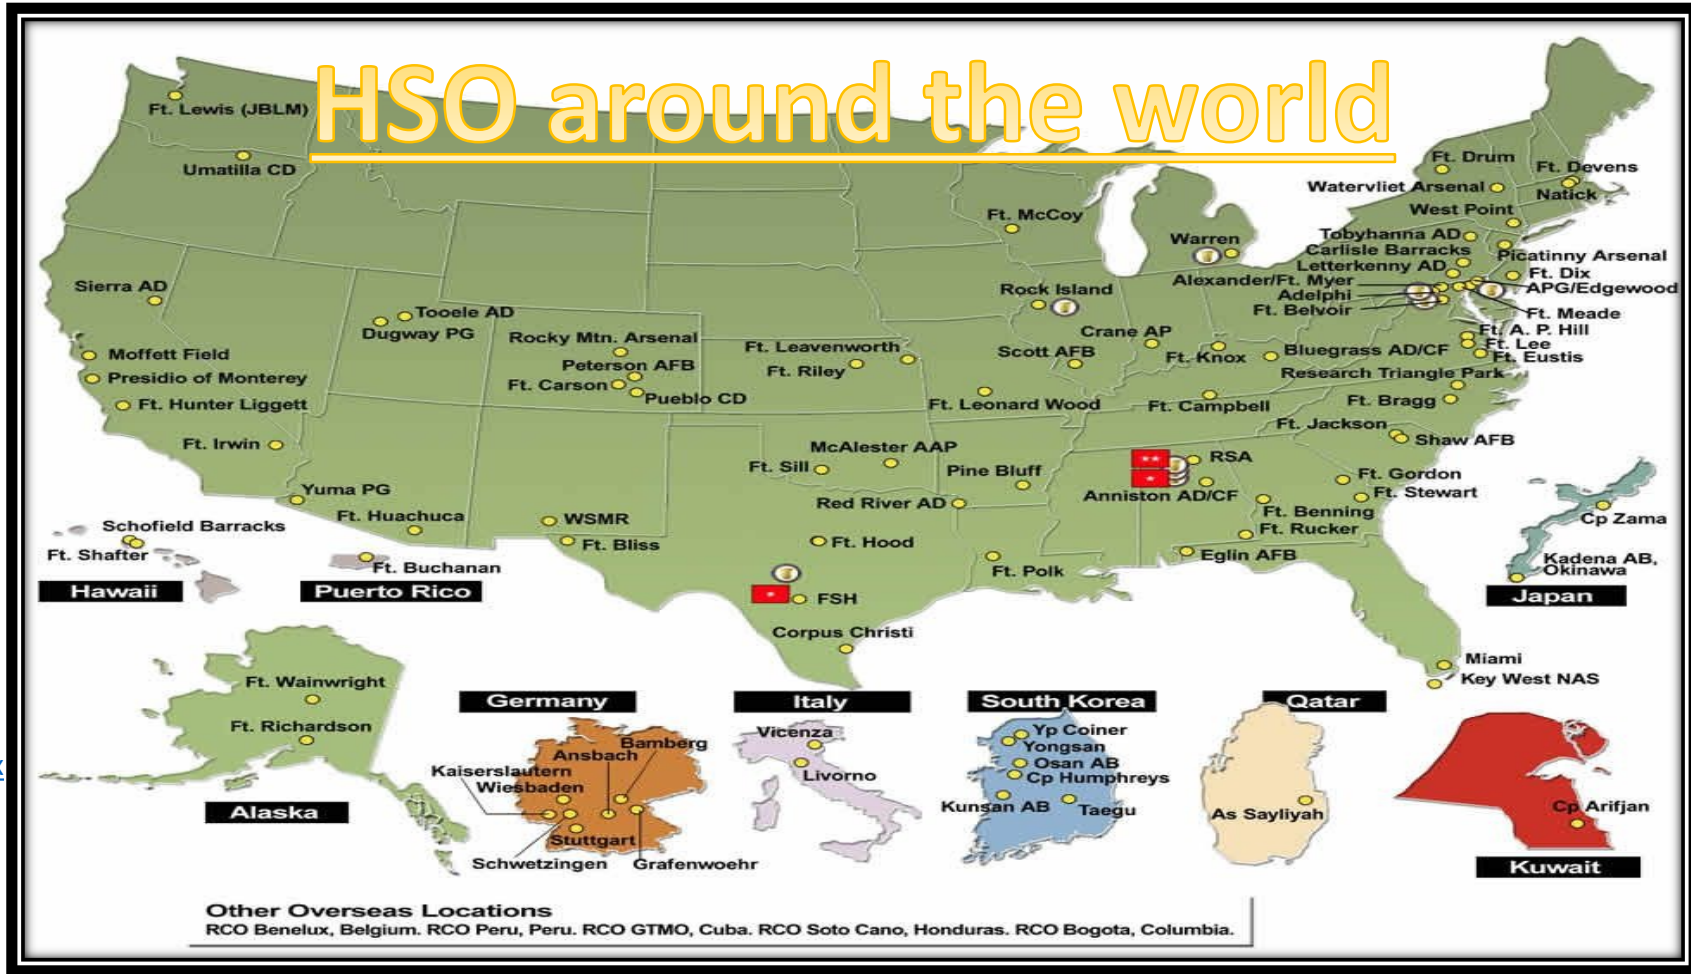 HSO around the world
Ft. Lewis (JBLM)
Umatilla CD
Ft. McCoy
Warren
Ft. Drum
Ft. Devens
Watervliet Arsenal
Natick
West Point
Tobyhanna AD
Carlisle Barracks
Picatinny Arsenal
Letterkenny AD
Ft. Dix
Alexander/Ft. Myer
APG/Edgewood
Adelphi
Ft. Belvoir
Ft. Meade
Sierra AD
Tooele AD
Dugway PG
Rock Island
Rocky Mtn. Arsenal
Peterson AFB
Ft. Carson
Pueblo CD
Ft. Leavenworth
Ft. Riley
Scott AFB
Crane AP
Ft. Knox
Bluegrass AD/CF
Ft. A. P. Hill
Ft. Lee
Ft. Eustis
Research Triangle Park
Moffett Field
Presidio of Monterey
Ft. Hunter Liggett
Ft. Irwin
Ft. Leonard Wood
Ft. Campbell
Ft. Bragg
Ft. Jackson
Shaw AFB
McAlester AAP
Ft. Sill
Pine Bluff
RSA
Anniston AD/CF
Ft. Gordon
Ft. Stewart
Yuma PG
Ft. Huachuca
WSMR
Ft. Bliss
Red River AD
Ft. Hood
Ft. Polk
Ft. Benning
Ft. Rucker
Eglin AFB
Cp Zama
Kadena AB,
Okinawa
Japan
Schofield Barracks
Ft. Shafter
Hawaii
Ft. Buchanan
Puerto Rico
FSH
Corpus Christi
Miami
Key West NAS
Ft. Wainwright
Ft. Richardson
Alaska
Germany
Bamberg
Ansbach
Kaiserslautern
Wiesbaden
Stuttgart
Schwetzingen
Grafenwoehr
Italy
Vicenza
Livorno
South Korea
Yp Coiner
Yongsan
Osan AB
Cp Humphreys
Kunsan AB
Taegu
Qatar
As Sayliyah
Cp Arifjan
Kuwait
Other Overseas Locations
RCO Benelux, Belgium. RCO Peru, Peru. RCO GTMO, Cuba. RCO Soto Cano, Honduras. RCO Bogota, Columbia.